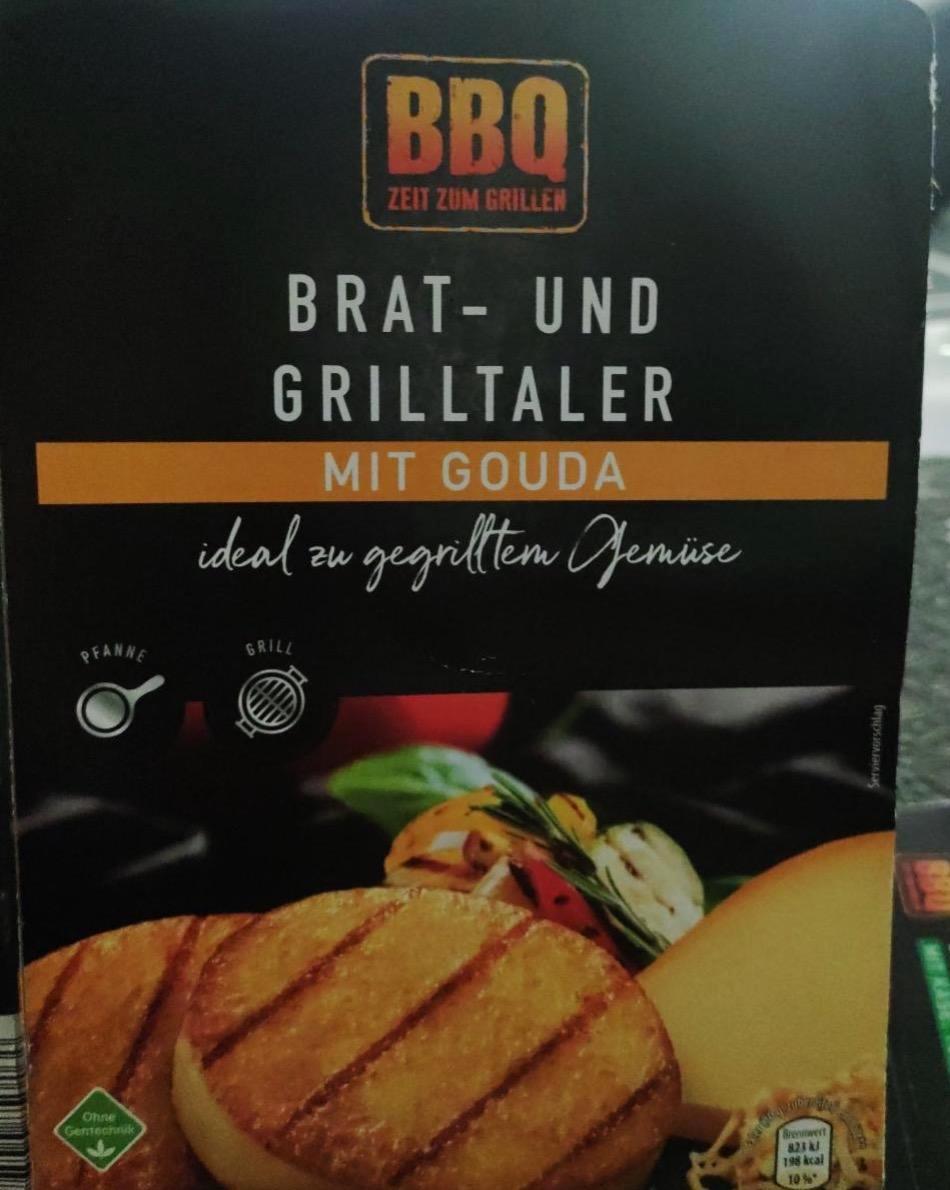 BBQ
ZEIT ZUM GRILLEN
BRAT- UND
GRILLTALER
MIT GOUDA
ideal zu gegrilltem Gemüse
PFANNE
GRILL
Serviervorschlag
Ohne
Gentechnik
Brennwert
823 kJ
198 kcal
10 %*